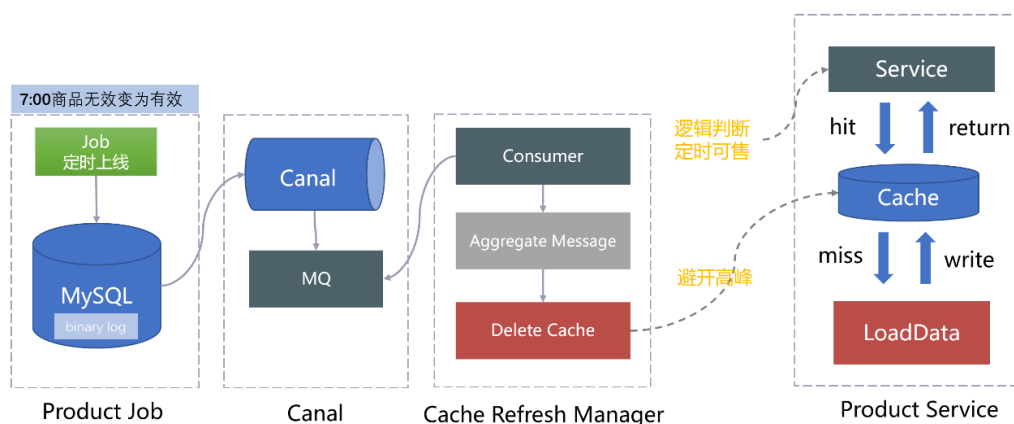 7:00商品无效变为有效
Job
定时上线
MySQL
binary log
Product Job
Canal
MQ
Canal
Consumer
Aggregate Message
Delete Cache
Cache Refresh Manager
逻辑判断
定时可售
避开高峰
Service
hit
return
Cache
miss
write
LoadData
Product Service